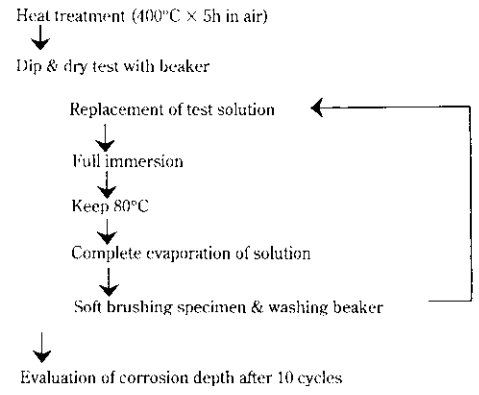 Heat treatment (400°C × 5h in air)
Dip & dry test with beaker
Replacement of test solution
Full immersion
Keep 80°C
Complete evaporation of solution
Soft brushing specimen & washing beaker
Evaluation of corrosion depth after 10 cycles